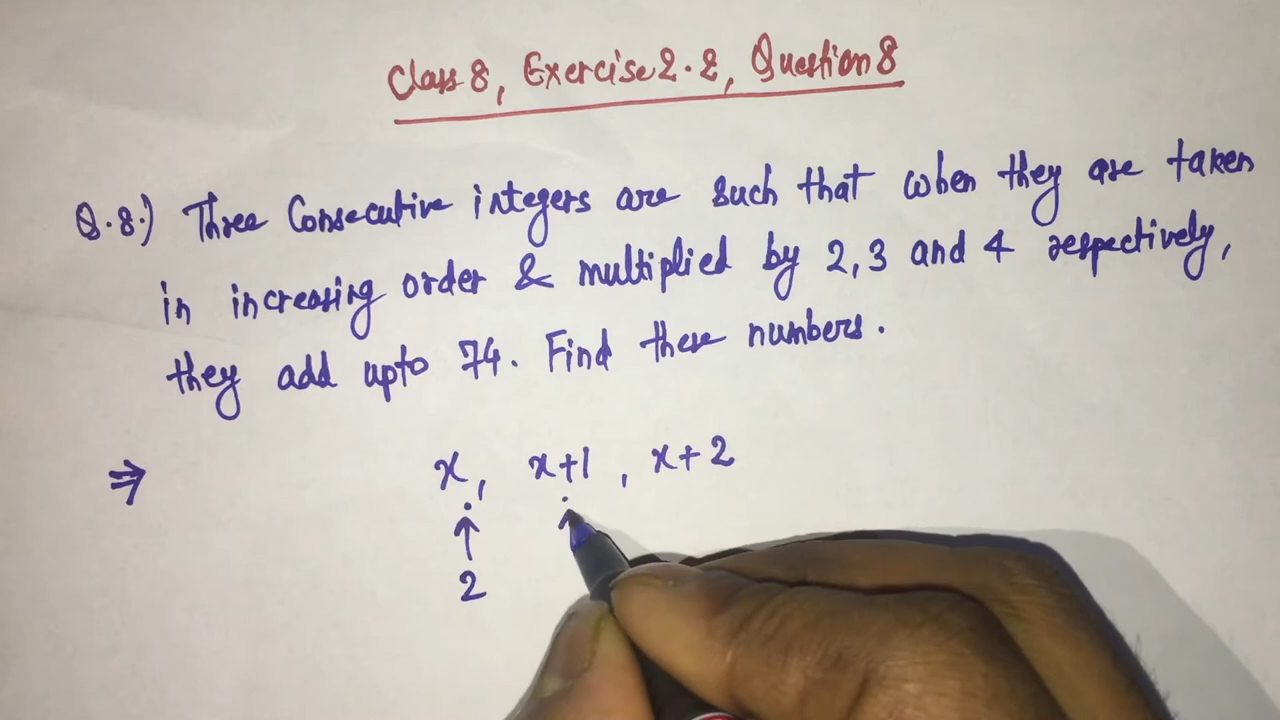 Class 8, Exercise 2.2, Question 8
Q.8.) Three Consecutive integers are such that when they are taken
in increasing order & multiplied by 2, 3 and 4 respectively,
they add upto 74. Find these numbers.
⇒ x, x+1, x+2
↑
2